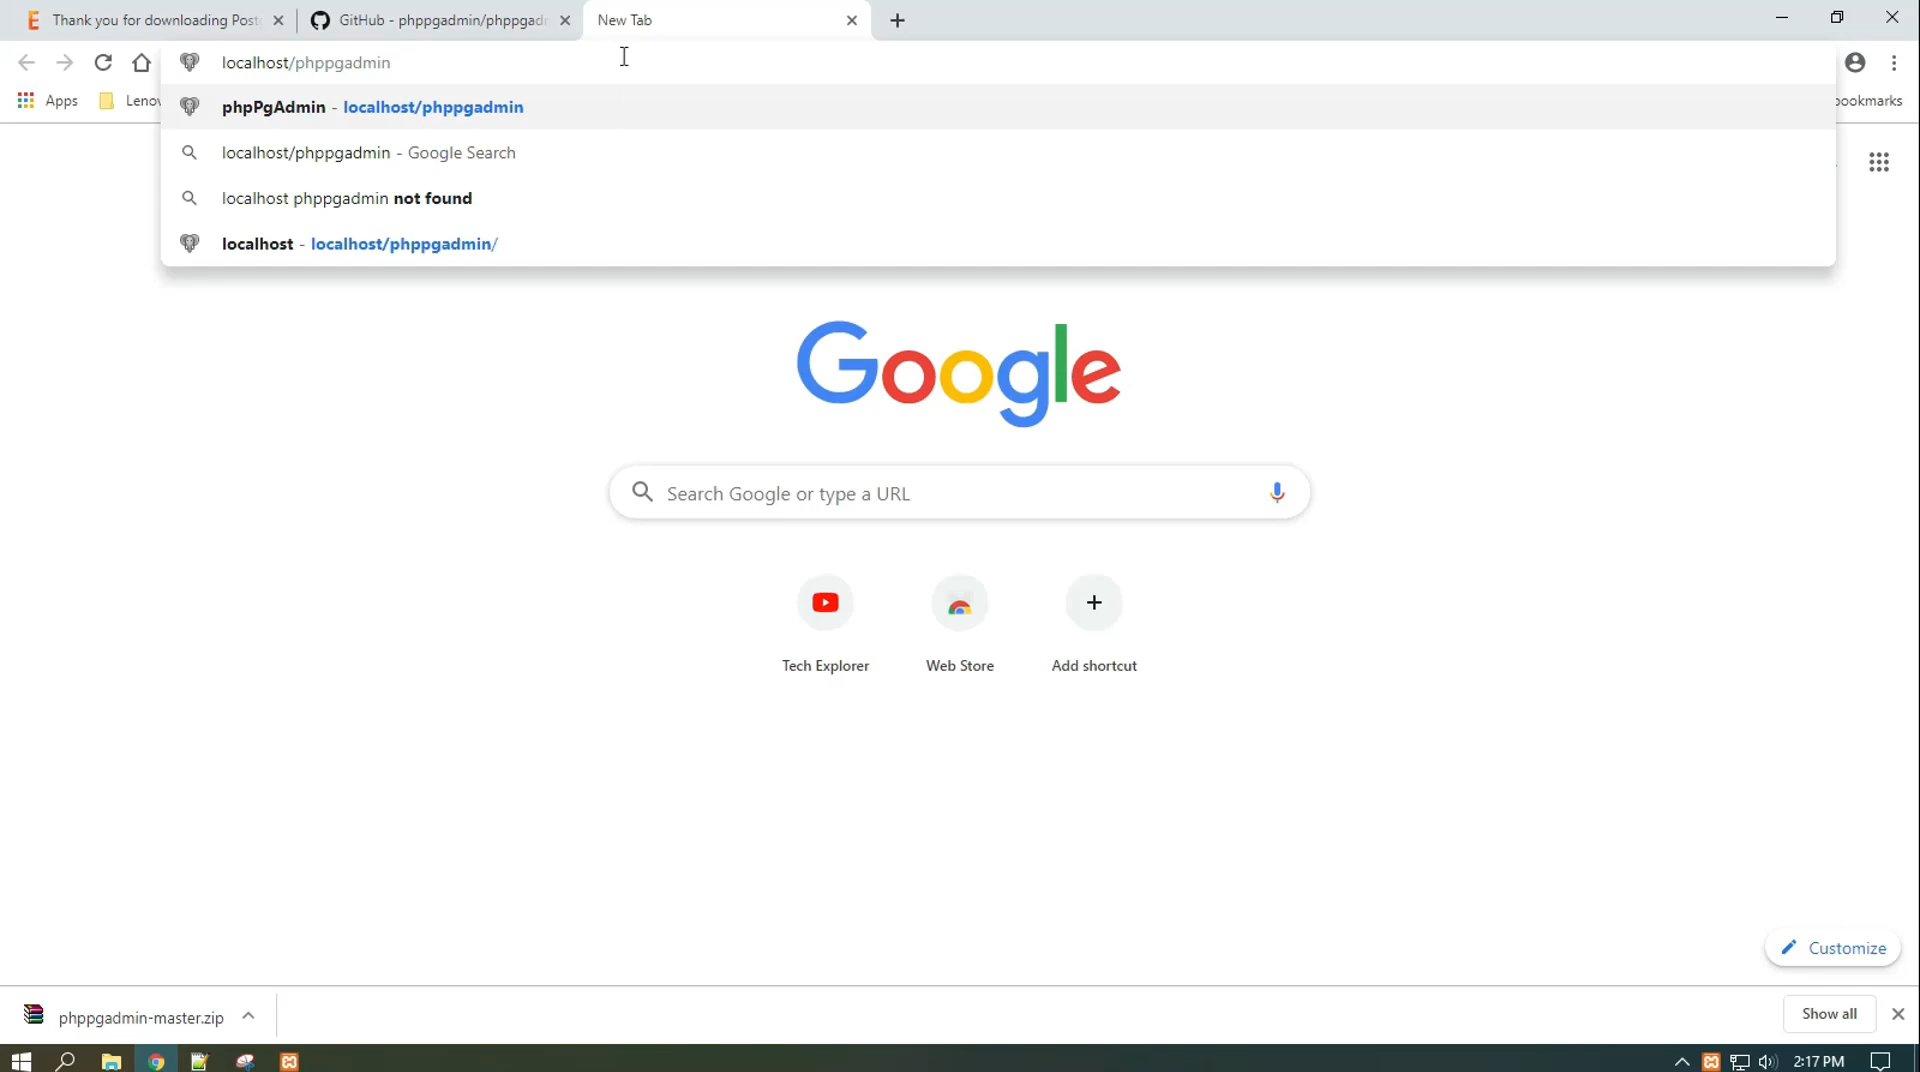 Thank you for downloading Post
GitHub - phppgadmin/phppgadm
New Tab
localhost/phppgadmin
Apps
Lenov
phpPgAdmin - localhost/phppgadmin
bookmarks
localhost/phppgadmin - Google Search
localhost phppgadmin not found
localhost - localhost/phppgadmin/
Google
Search Google or type a URL
Tech Explorer
Web Store
Add shortcut
Customize
phppgadmin-master.zip
Show all
2:17 PM